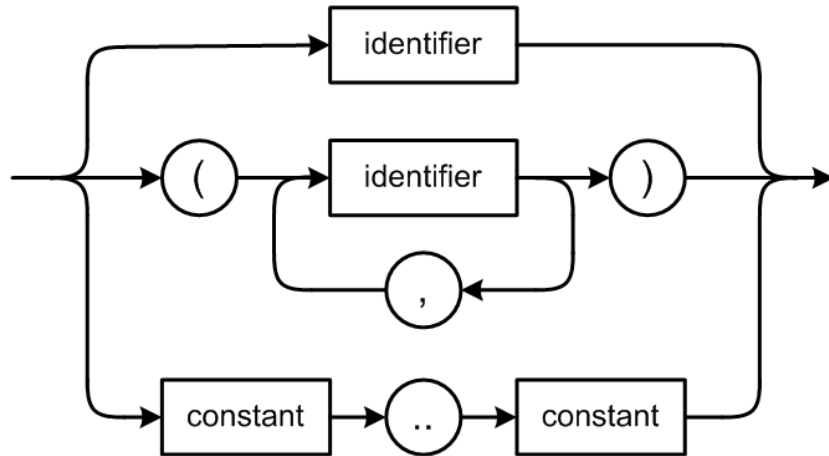 identifier
( identifier )
,
constant .. constant